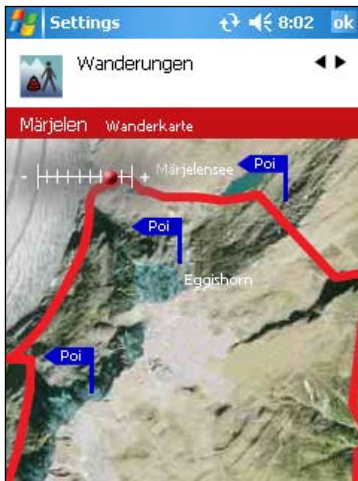 Settings 8:02 ok
Wanderungen
Märjelen Wanderkarte
- +
Märjelensee Poi
Poi
Eggishorn
Poi